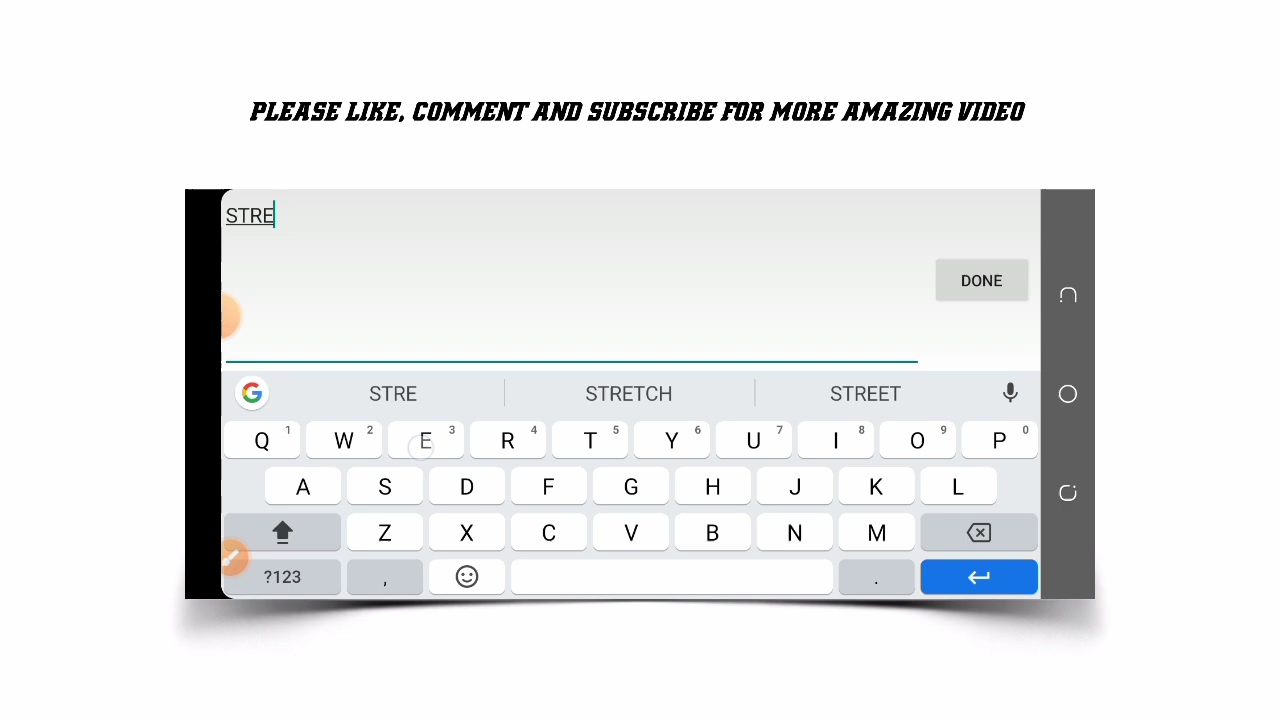 PLEASE LIKE, COMMENT AND SUBSCRIBE FOR MORE AMAZING VIDEO
STRE
DONE
STRE STRETCH STREET
Q 1 W 2 E 3 R 4 T 5 Y 6 U 7 I 8 O 9 P 0
A S D F G H J K L
Z X C V B N M
?123 , .